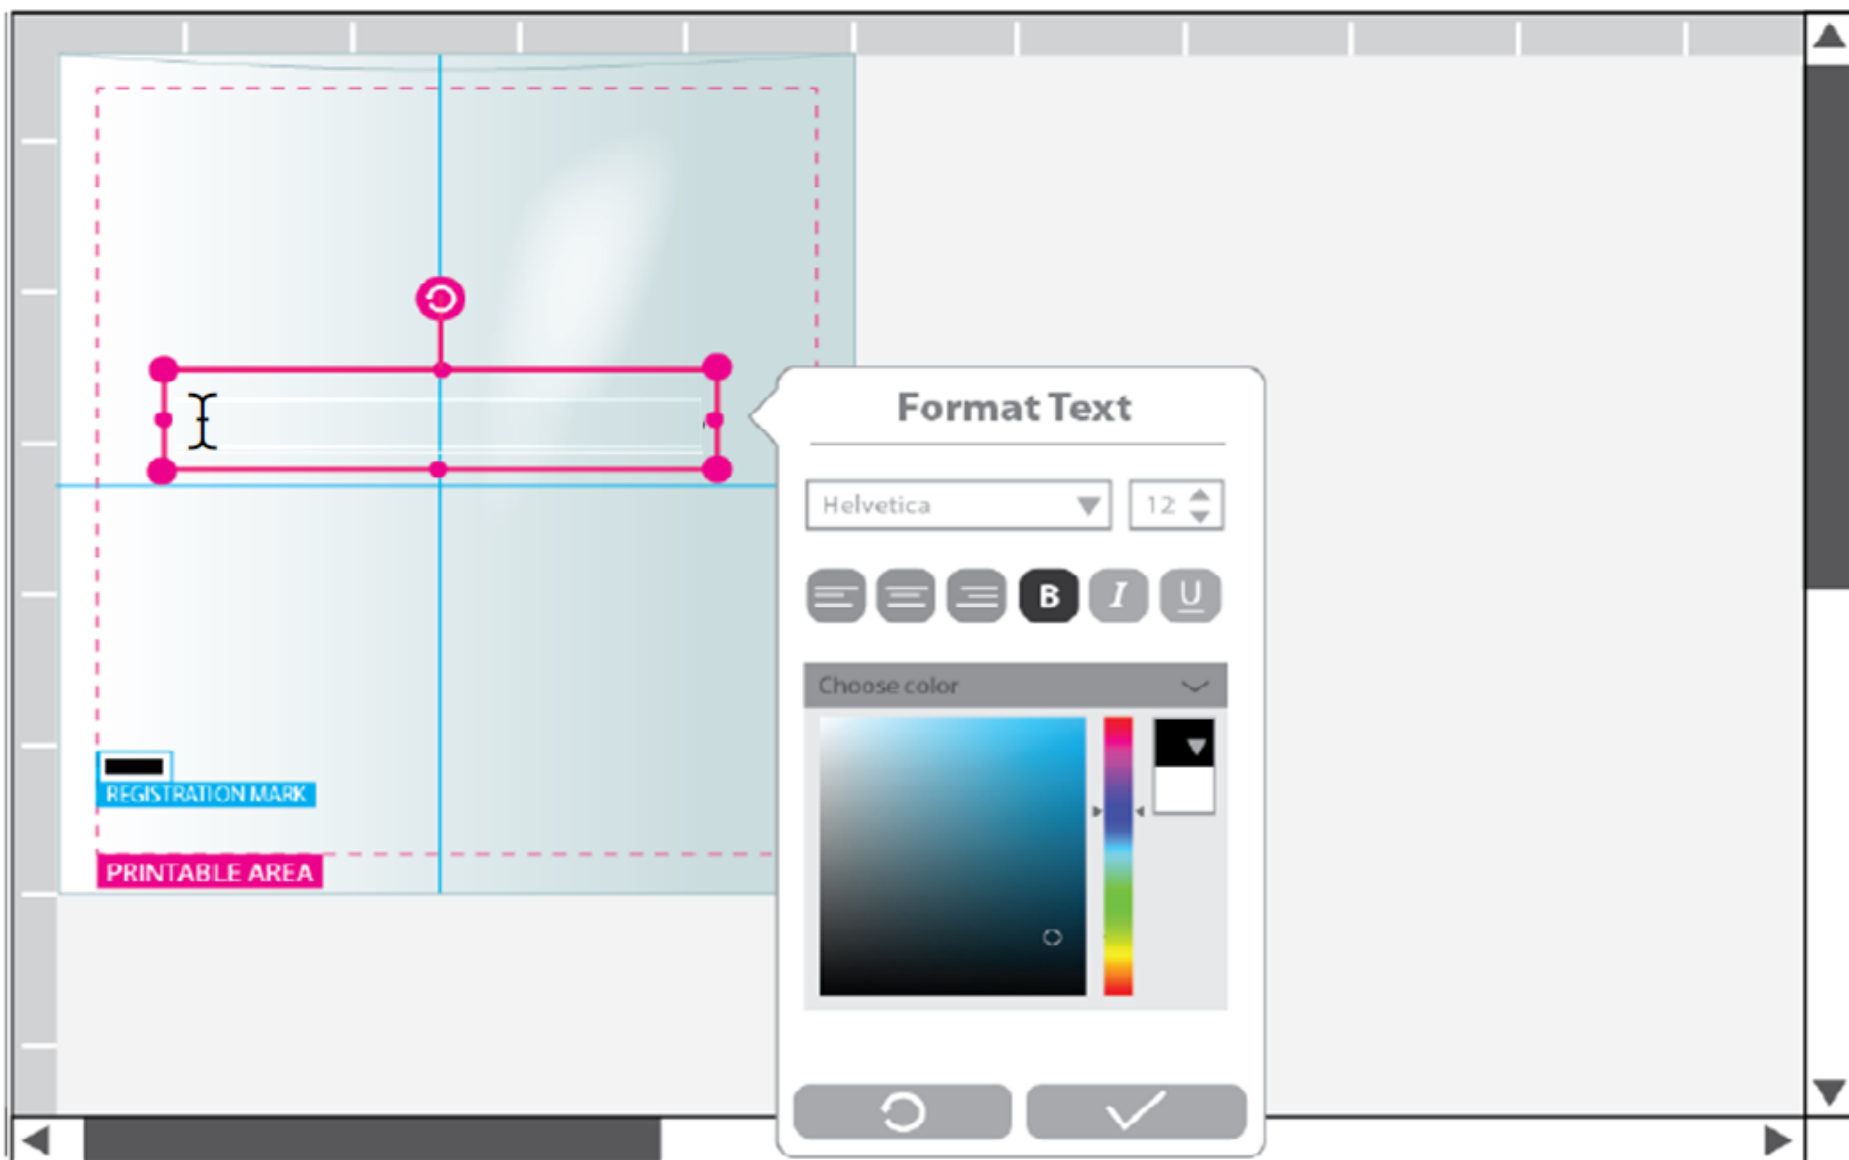 Format Text
Helvetica
12
B I U
Choose color
REGISTRATION MARK
PRINTABLE AREA